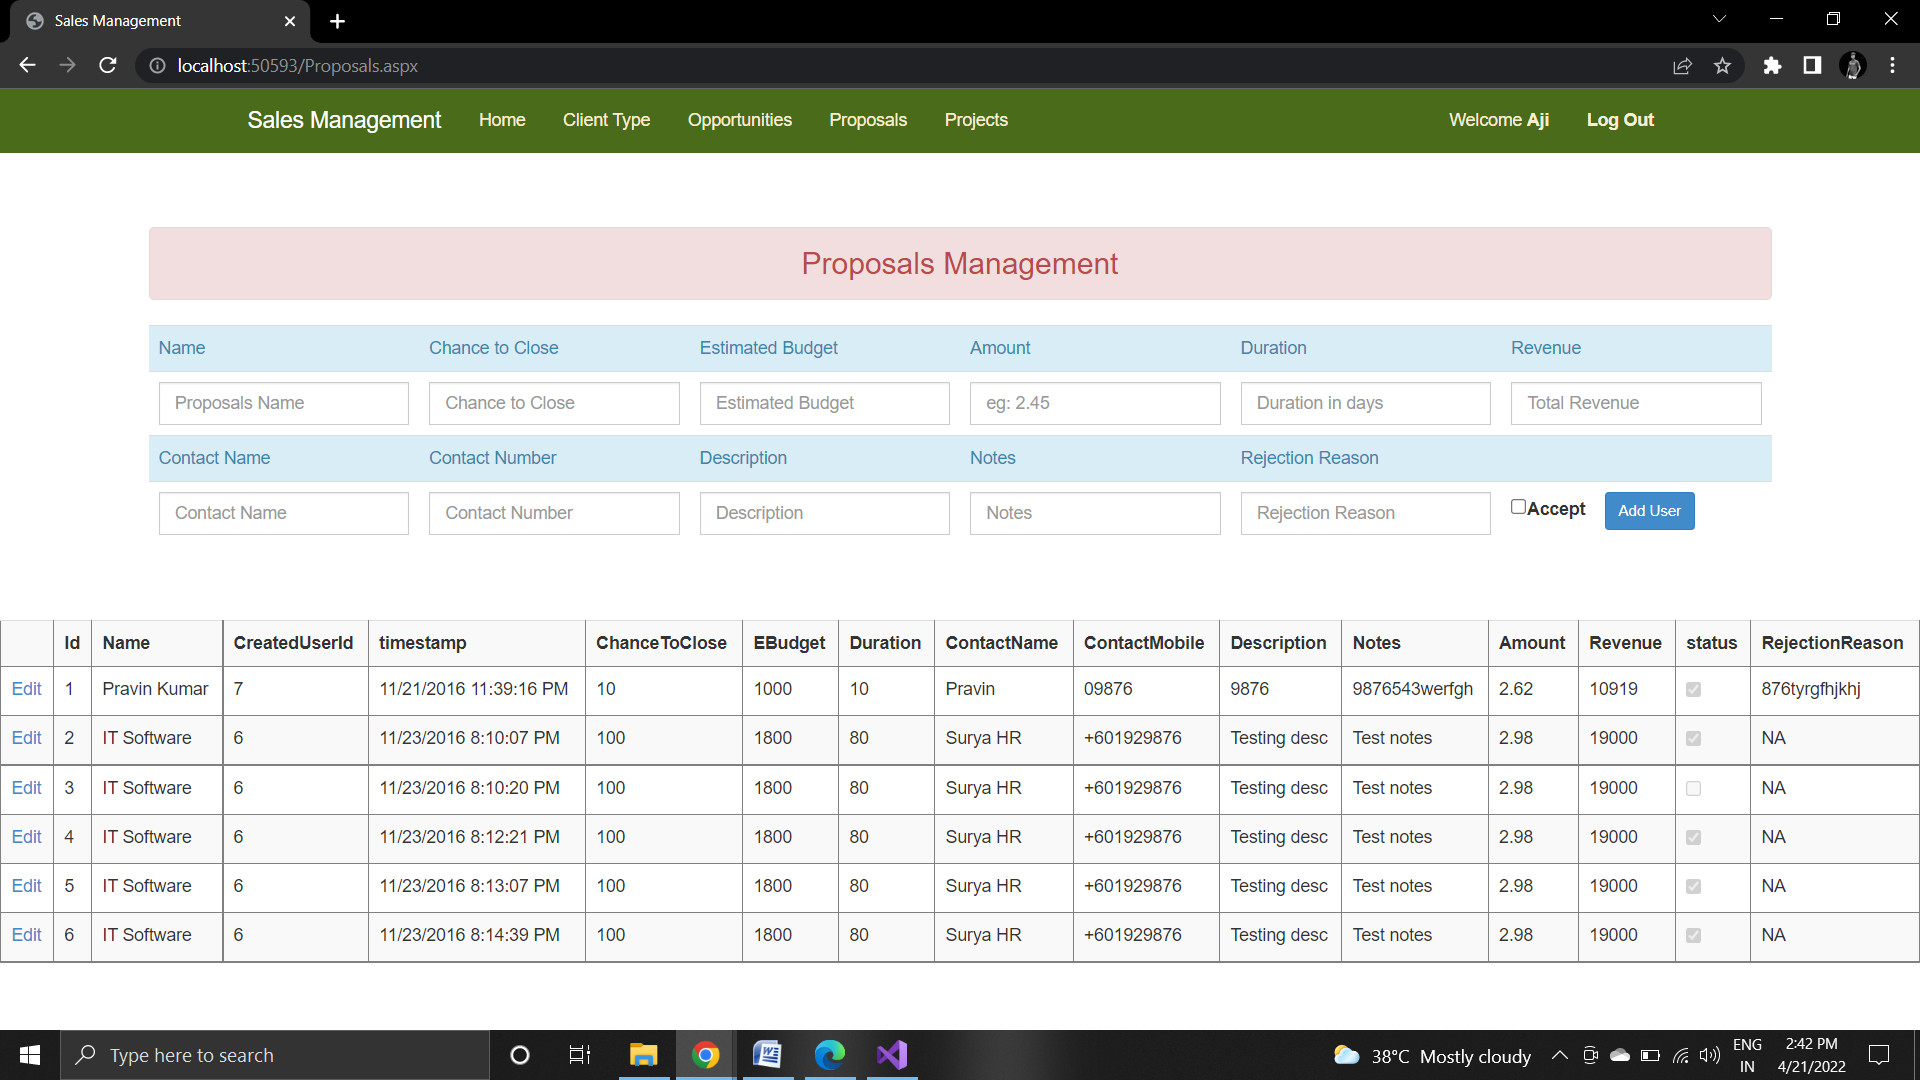 Sales Management
localhost:50593/Proposals.aspx
Sales Management Home Client Type Opportunities Proposals Projects Welcome Aji Log Out
Proposals Management
Name Chance to Close Estimated Budget Amount Duration Revenue
Proposals Name Chance to Close Estimated Budget eg: 2.45 Duration in days Total Revenue
Contact Name Contact Number Description Notes Rejection Reason
Contact Name Contact Number Description Notes Rejection Reason Accept Add User
Id Name CreatedUserId timestamp ChanceToClose EBudget Duration ContactName ContactMobile Description Notes Amount Revenue status RejectionReason
Edit 1 Pravin Kumar 7 11/21/2016 11:39:16 PM 10 1000 10 Pravin 09876 9876 9876543werfgh 2.62 10919 876tyrgfhjkhj
Edit 2 IT Software 6 11/23/2016 8:10:07 PM 100 1800 80 Surya HR +601929876 Testing desc Test notes 2.98 19000 NA
Edit 3 IT Software 6 11/23/2016 8:10:20 PM 100 1800 80 Surya HR +601929876 Testing desc Test notes 2.98 19000 NA
Edit 4 IT Software 6 11/23/2016 8:12:21 PM 100 1800 80 Surya HR +601929876 Testing desc Test notes 2.98 19000 NA
Edit 5 IT Software 6 11/23/2016 8:13:07 PM 100 1800 80 Surya HR +601929876 Testing desc Test notes 2.98 19000 NA
Edit 6 IT Software 6 11/23/2016 8:14:39 PM 100 1800 80 Surya HR +601929876 Testing desc Test notes 2.98 19000 NA
Type here to search 38°C Mostly cloudy ENG 2:42 PM
IN 4/21/2022